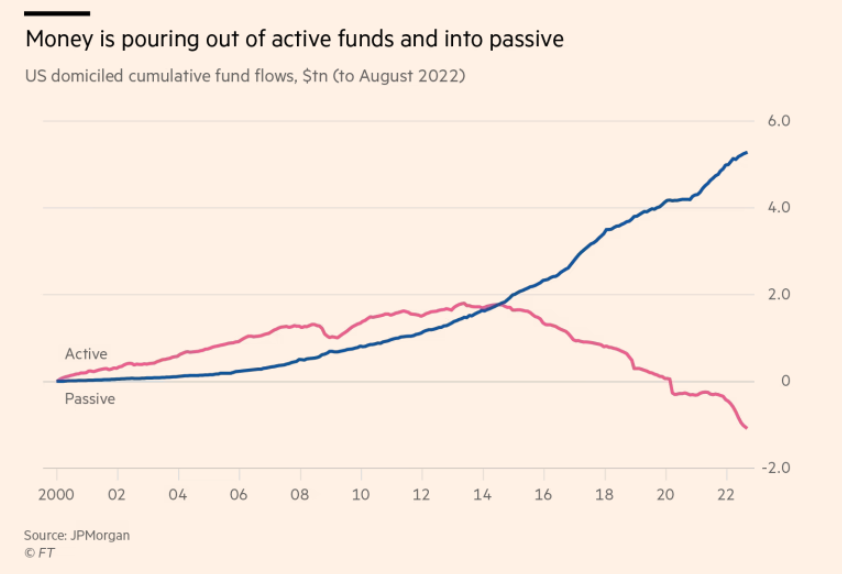 Money is pouring out of active funds and into passive
US domiciled cumulative fund flows, $tn (to August 2022)
6.0
4.0
2.0
Active
0
Passive
-2.0
2000 02 04 06 08 10 12 14 16 18 20 22
Source: JPMorgan
© FT